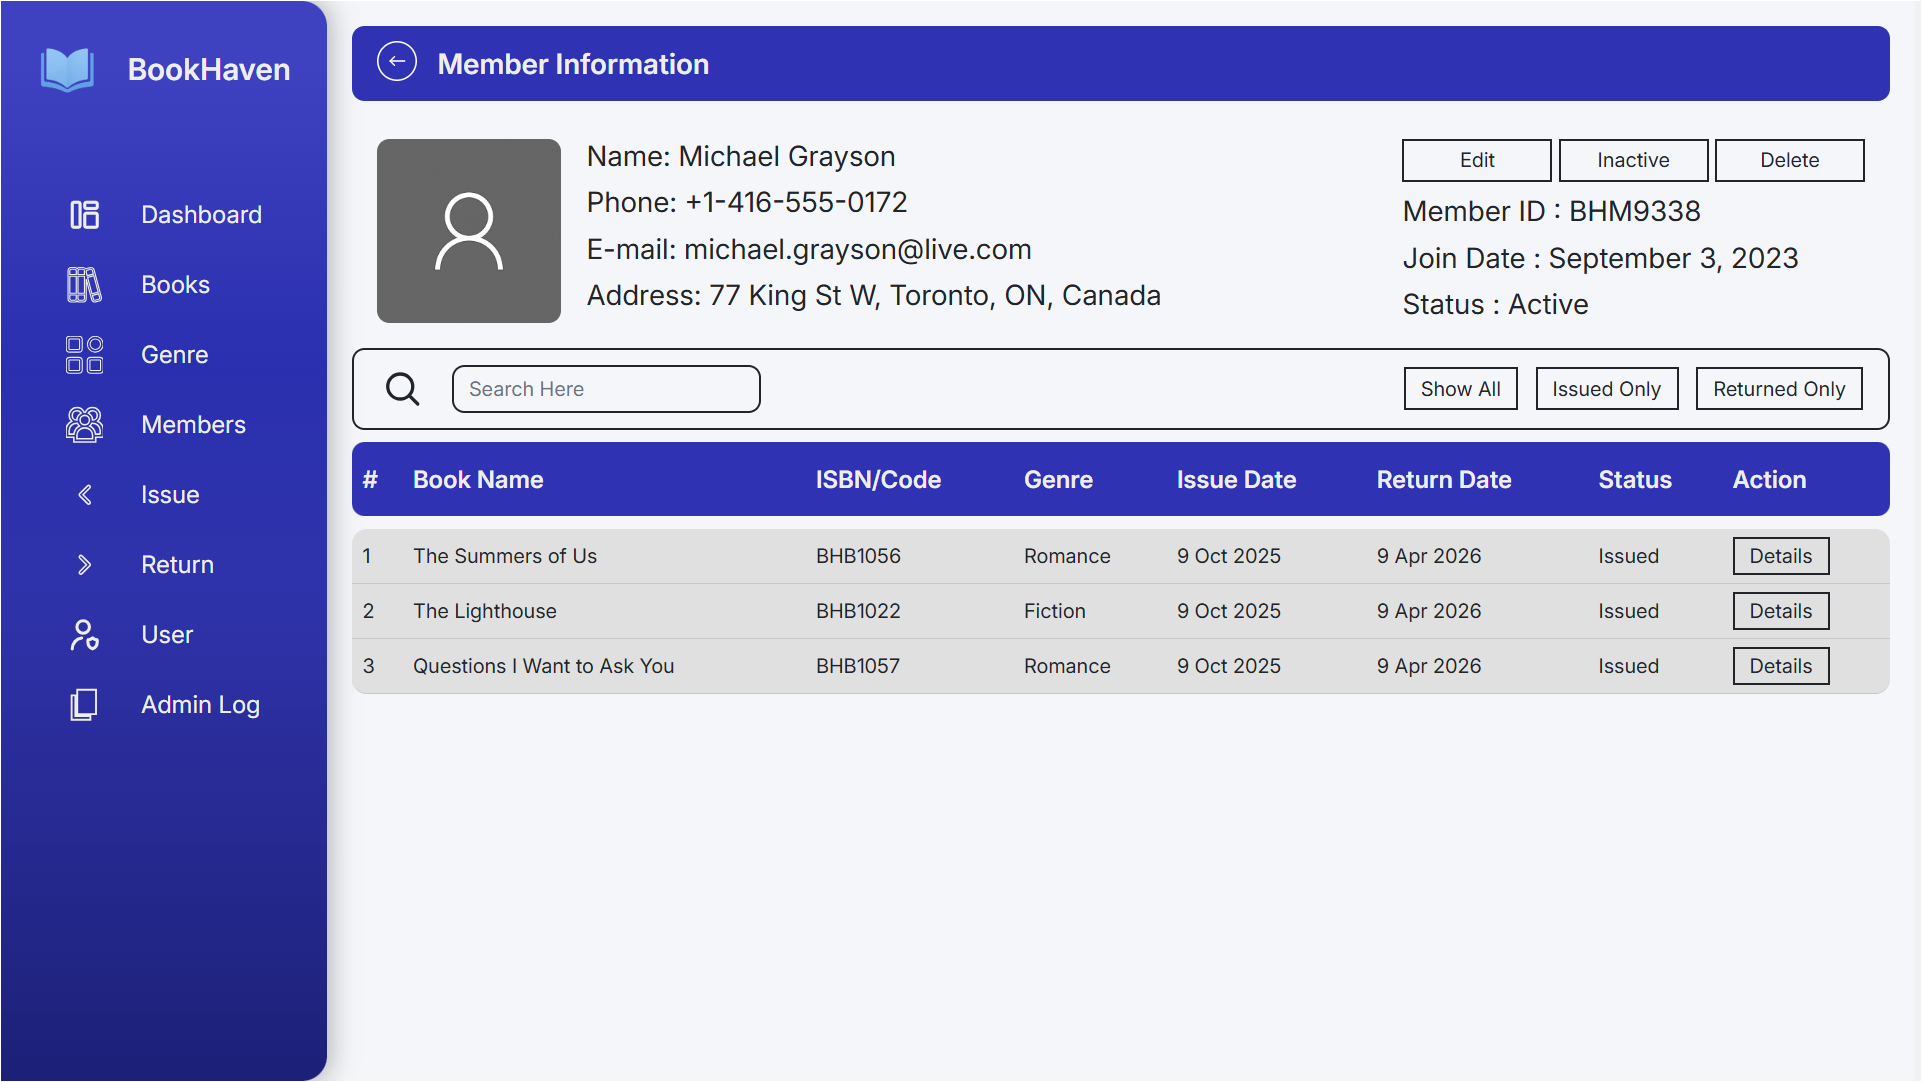 BookHaven
Dashboard
Books
Genre
Members
Issue
Return
User
Admin Log
Member Information
Name: Michael Grayson
Phone: +1-416-555-0172
E-mail: michael.grayson@live.com
Address: 77 King St W, Toronto, ON, Canada
Edit Inactive Delete
Member ID : BHM9338
Join Date : September 3, 2023
Status : Active
Search Here Show All Issued Only Returned Only
# Book Name ISBN/Code Genre Issue Date Return Date Status Action
1 The Summers of Us BHB1056 Romance 9 Oct 2025 9 Apr 2026 Issued Details
2 The Lighthouse BHB1022 Fiction 9 Oct 2025 9 Apr 2026 Issued Details
3 Questions I Want to Ask You BHB1057 Romance 9 Oct 2025 9 Apr 2026 Issued Details